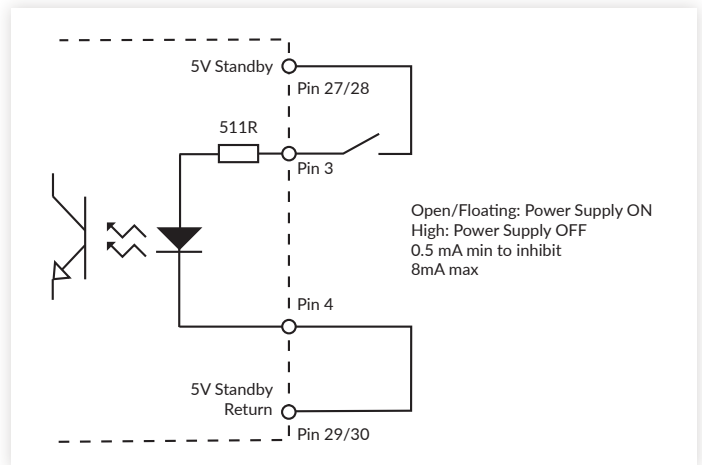 5V Standby
Pin 27/28
511R
Pin 3
Open/Floating: Power Supply ON
High: Power Supply OFF
0.5 mA min to inhibit
8mA max
Pin 4
5V Standby
Return
Pin 29/30